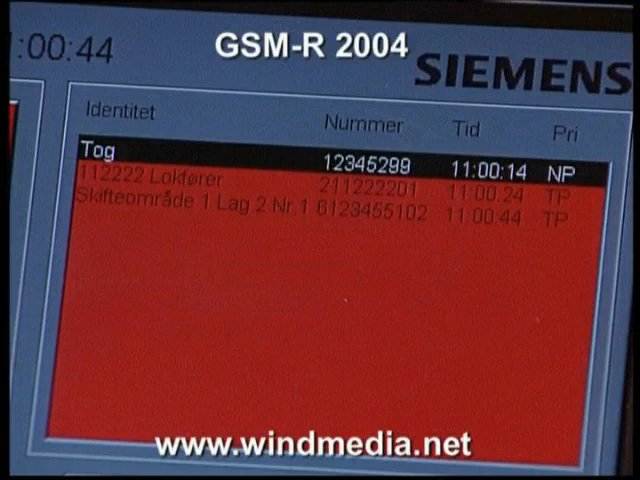 :00:44
GSM-R 2004
SIEMENS
Identitet Nummer Tid Pri
Tog 12345299 11:00:14 NP
112222 Lokfører 211222201 11:00:24 TP
Skifteområde 1 Lag 2 Nr.1 6123455102 11:00:44 TP
www.windmedia.net